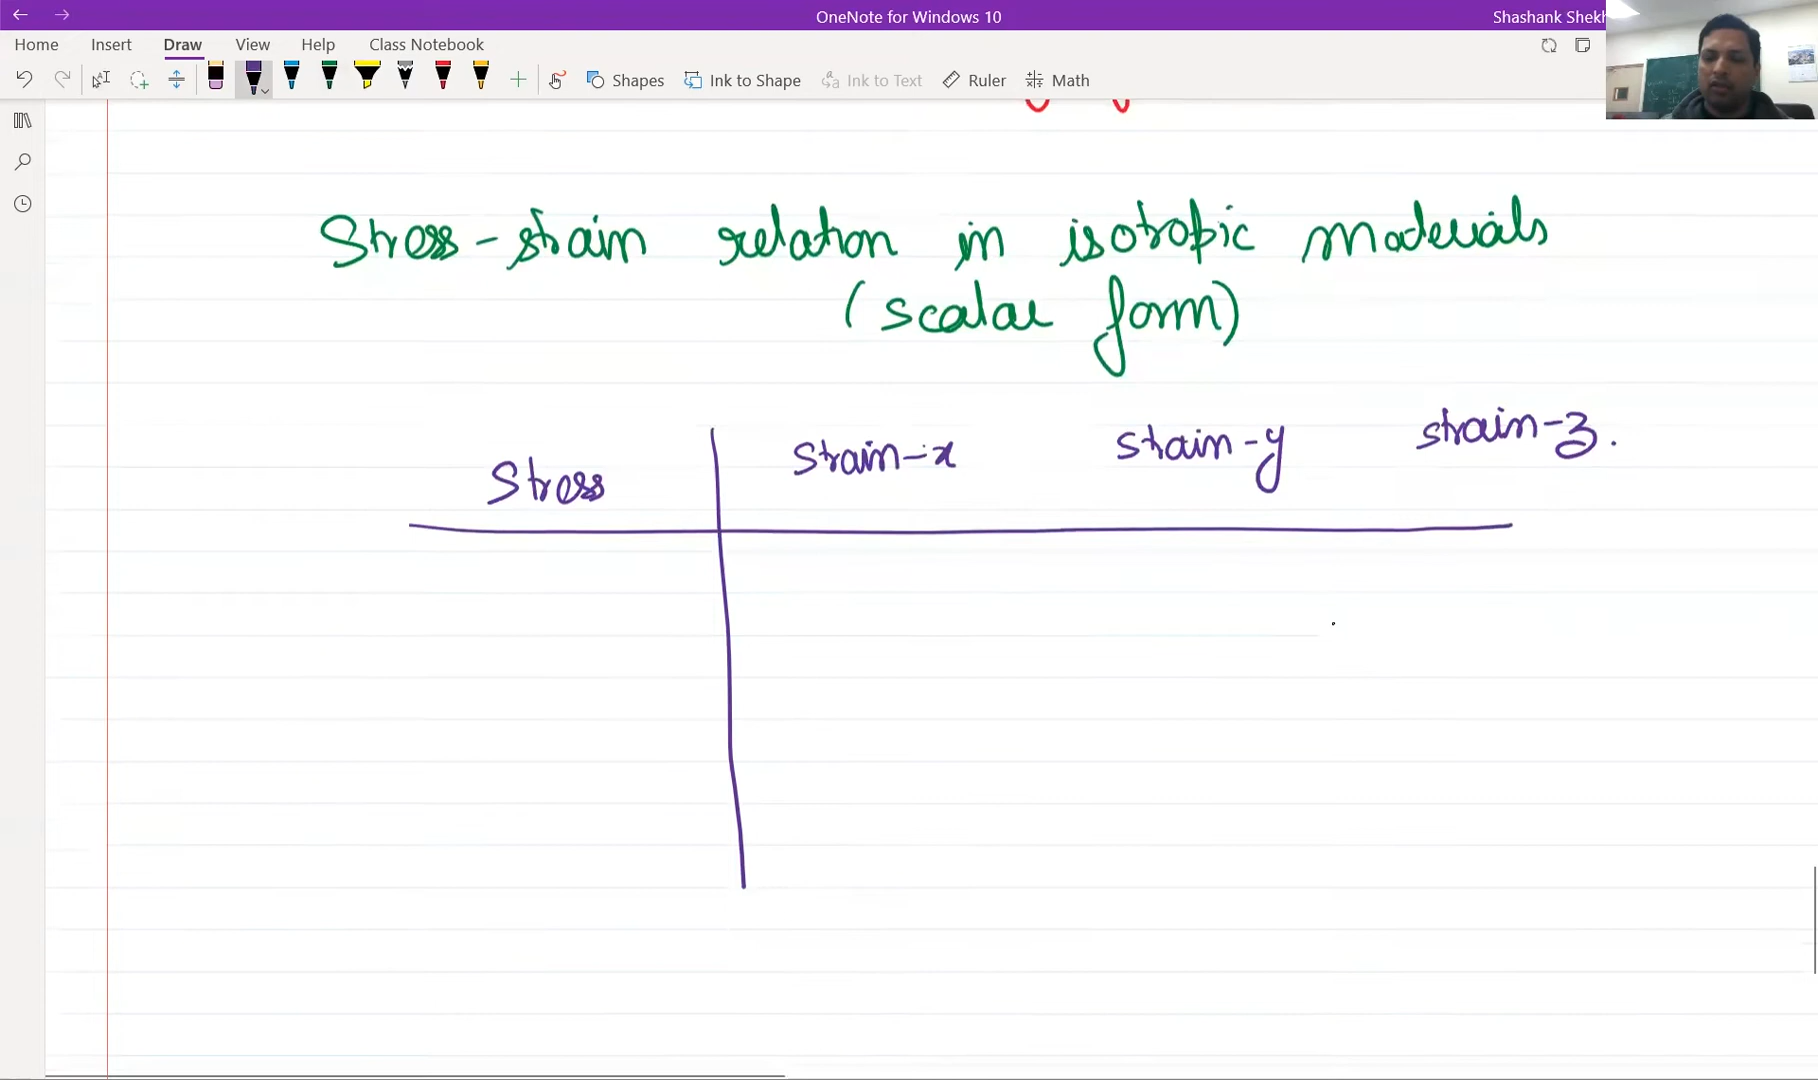 OneNote for Windows 10
Shashank Shekh
Home Insert Draw View Help Class Notebook
Shapes Ink to Shape Ink to Text Ruler Math
Stress-strain relation in isotropic materials
(scalar form)
Stress strain-x strain-y strain-z.